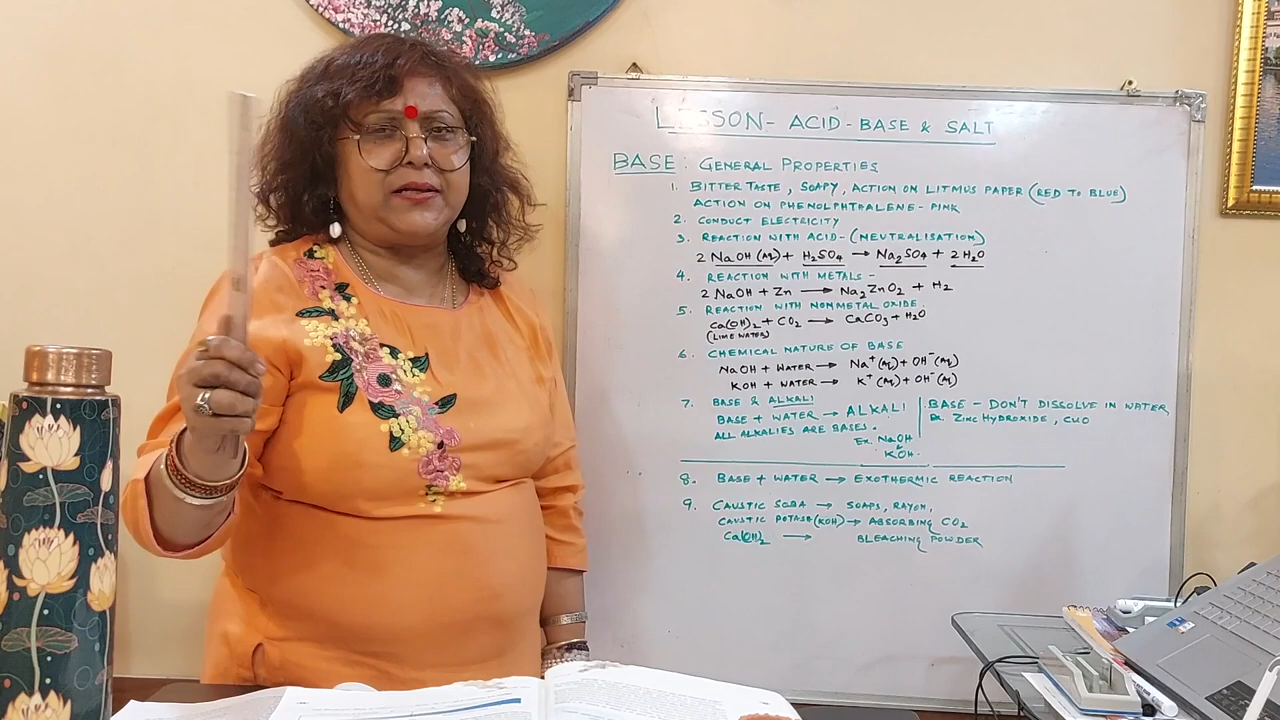 LESSON - ACID - BASE & SALT
BASE : GENERAL PROPERTIES
1. BITTER TASTE, SOAPY, ACTION ON LITMUS PAPER (RED TO BLUE)
ACTION ON PHENOLPHTHALENE - PINK
2. CONDUCT ELECTRICITY
3. REACTION WITH ACID - (NEUTRALISATION)
2 NaOH (aq) + H₂SO₄ → Na₂SO₄ + 2 H₂O
4. REACTION WITH METALS -
2 NaOH + Zn → Na₂ZnO₂ + H₂
5. REACTION WITH NONMETAL OXIDE.
Ca(OH)₂ + CO₂ → CaCO₃ + H₂O
(LIME WATER)
6. CHEMICAL NATURE OF BASE
NaOH + WATER → Na⁺(aq) + OH⁻(aq)
KOH + WATER → K⁺(aq) + OH⁻(aq)
7. BASE & ALKALI
BASE + WATER → ALKALI
ALL ALKALIES ARE BASES.
Ex. NaOH
KOH.
BASE - DON'T DISSOLVE IN WATER,
Ex. ZINC HYDROXIDE, CUO
8. BASE + WATER → EXOTHERMIC REACTION
9. CAUSTIC SODA → SOAPS, RAYON,
CAUSTIC POTASH (KOH) → ABSORBING CO₂
Ca(OH)₂ → BLEACHING POWDER